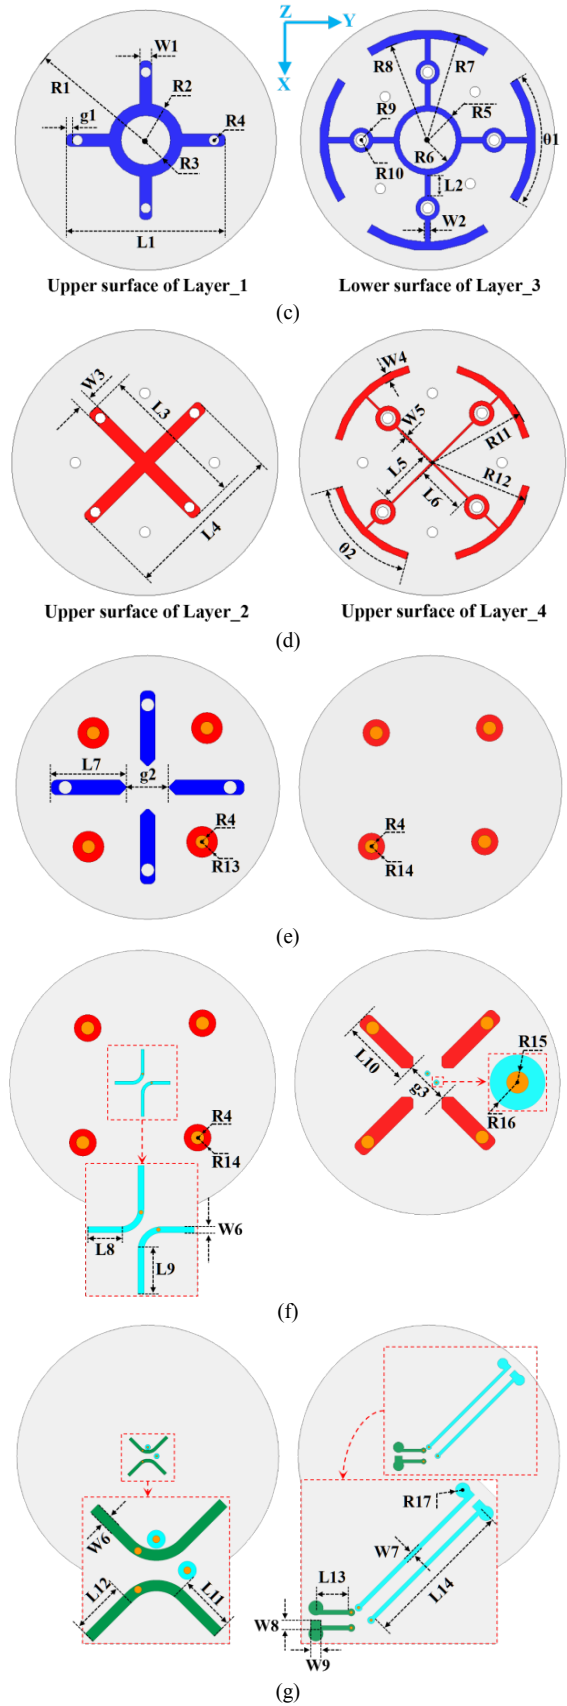 Z
Y
X
W1
R1
R2
g1
R4
R3
L1
R8
R7
R9
R5
θ1
R6
R10
L2
W2
Upper surface of Layer_1
Lower surface of Layer_3
(c)
W3
L3
L4
W4
W5
R11
L5
R12
L6
θ2
Upper surface of Layer_2
Upper surface of Layer_4
(d)
L7
g2
R4
R13
R4
R14
(e)
R4
R14
L8
L9
W6
L10
g3
R15
R16
(f)
W6
L12
L11
R17
W7
L13
L14
W8
W9
(g)